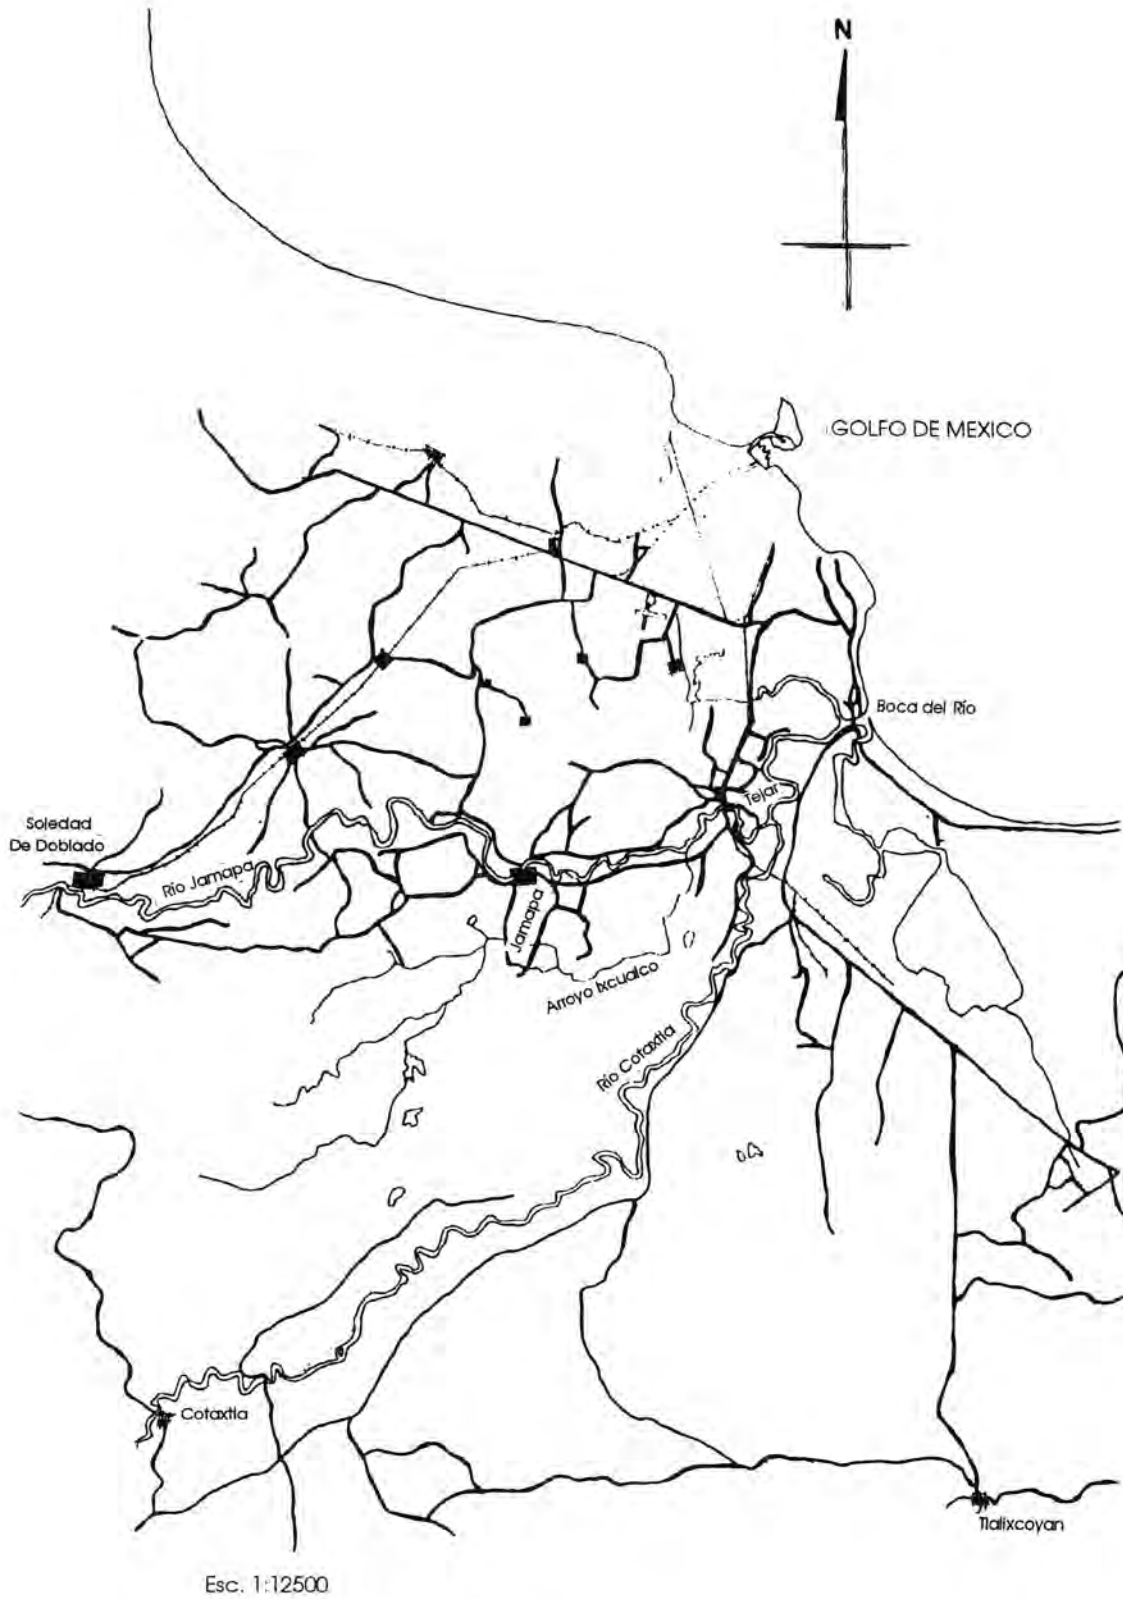 N
GOLFO DE MEXICO
Boca del Río
Tejar
Soledad
De Doblado
Río Jamapa
Jamapa
Arroyo Ixcualco
Río Cotaxtla
Cotaxtla
Tlalixcoyan
Esc. 1:12500